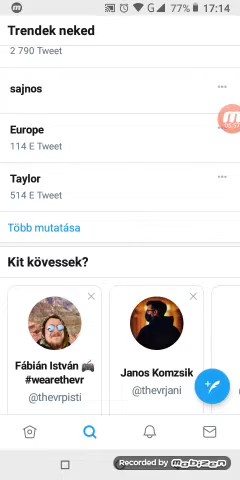 77% 17:14
Trendek neked
2 790 Tweet
sajnos
Europe
114 E Tweet
Taylor
514 E Tweet
Több mutatása
Kit kövessek?
Fábián István 🎮
#wearethevr
@thevrpisti
Janos Komzsik
@thevrjani
Recorded by mobizen